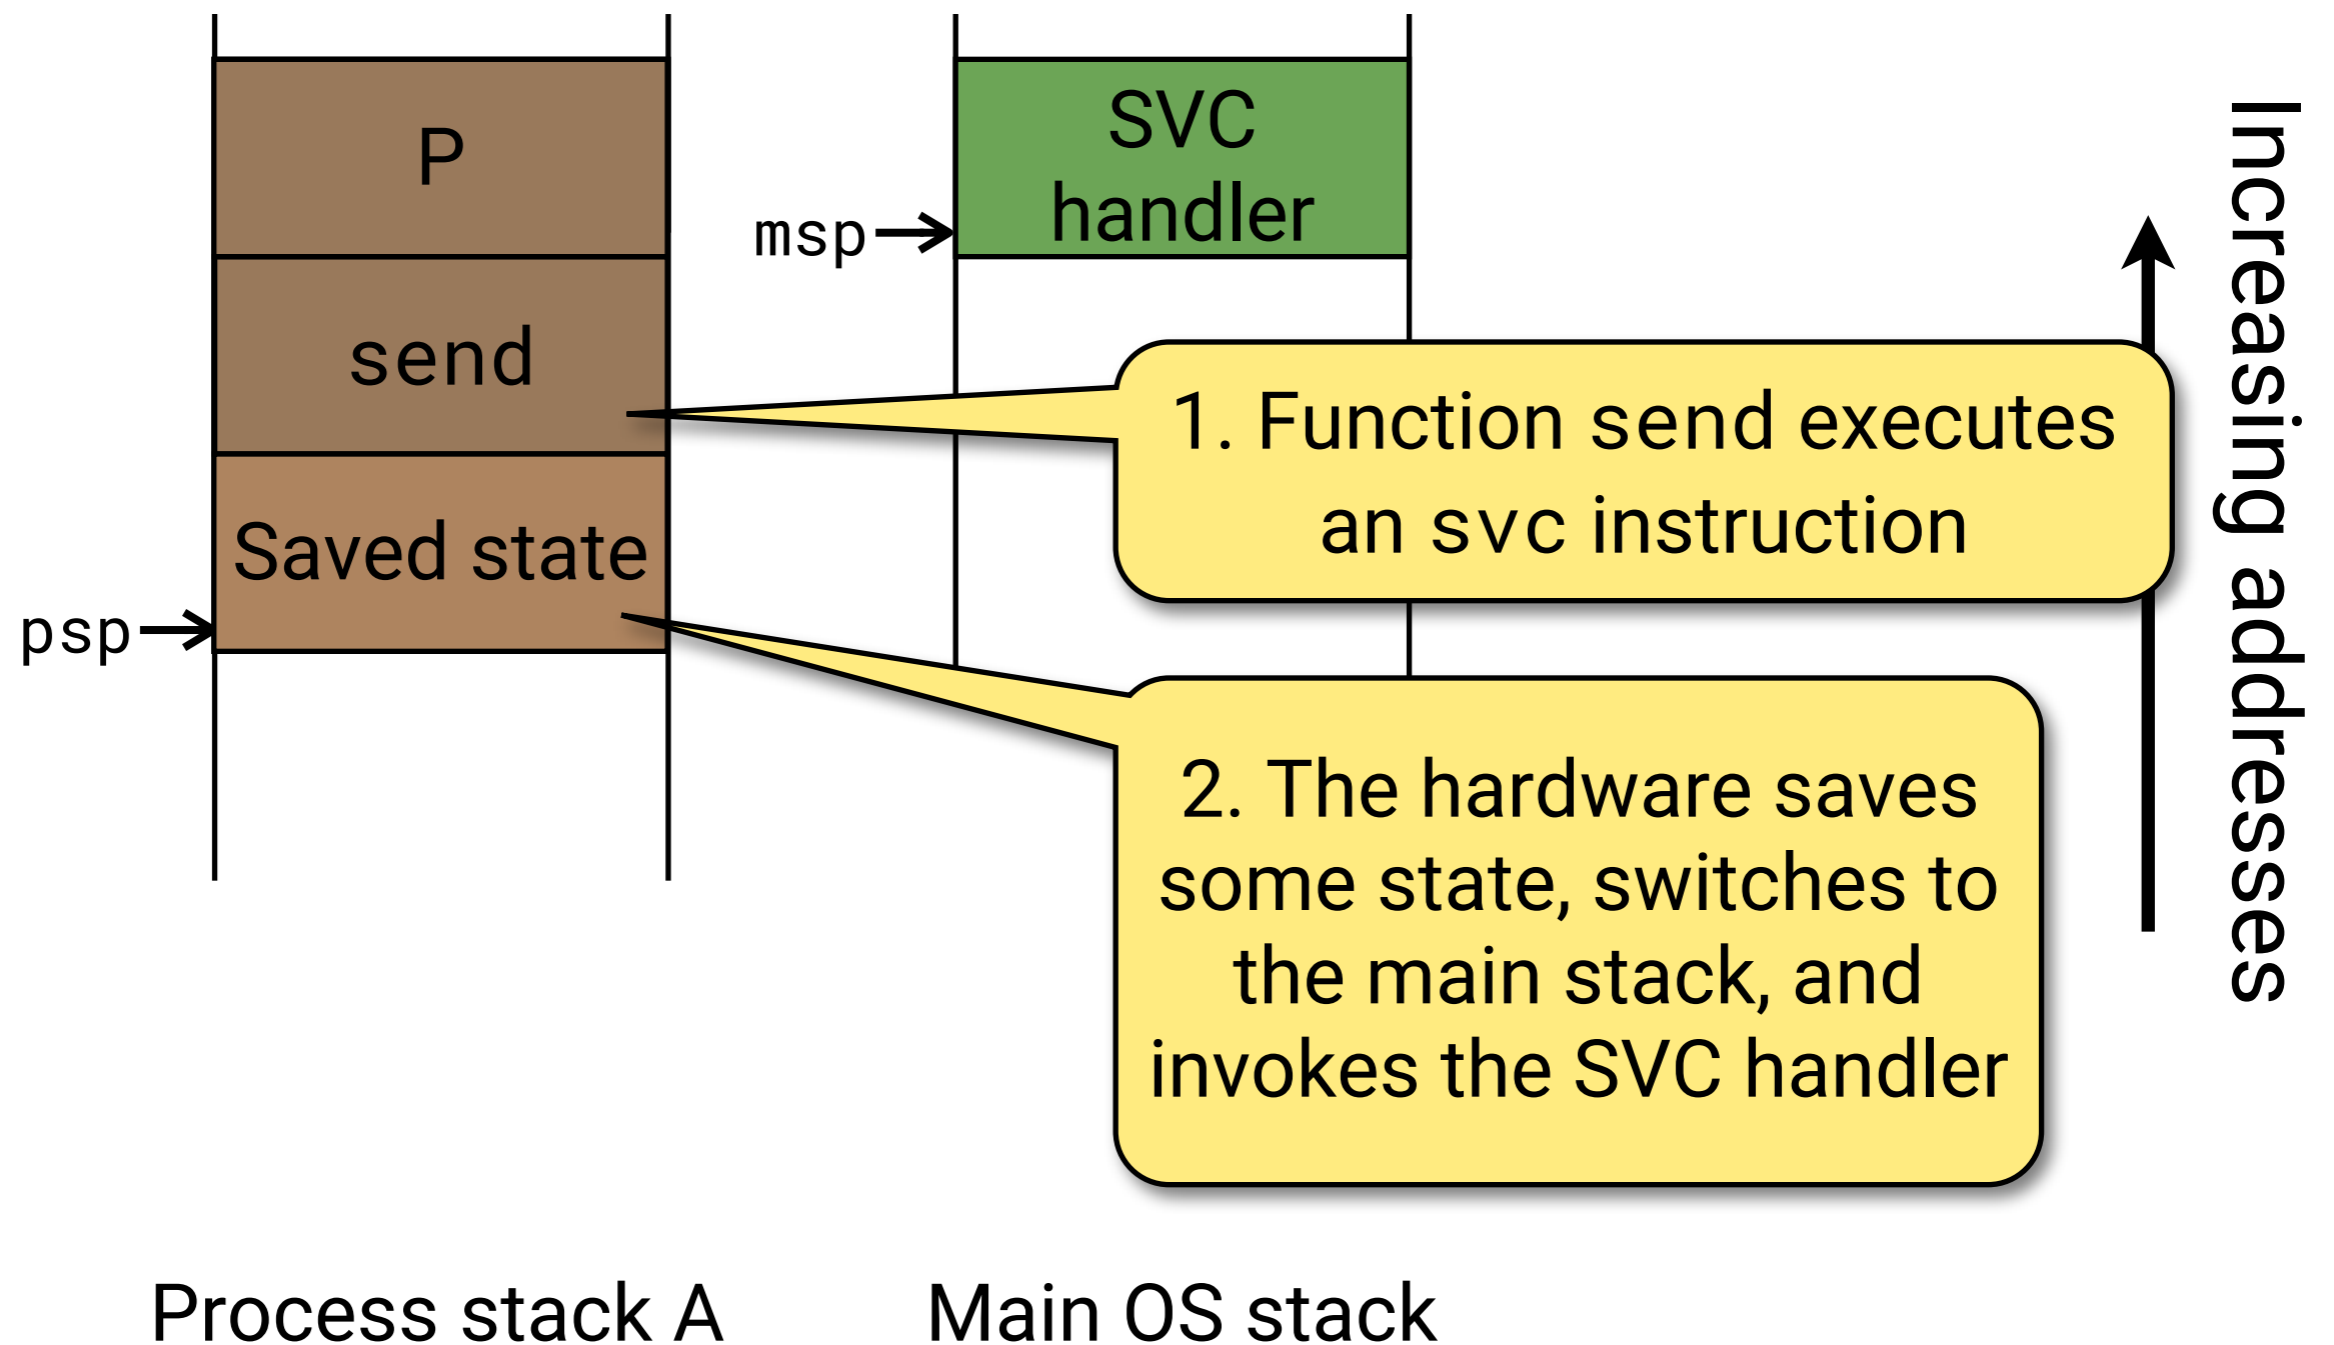 P
send
Saved state
psp
SVC
handler
msp
1. Function send executes
an svc instruction
2. The hardware saves
some state, switches to
the main stack, and
invokes the SVC handler
Increasing addresses
Process stack A
Main OS stack